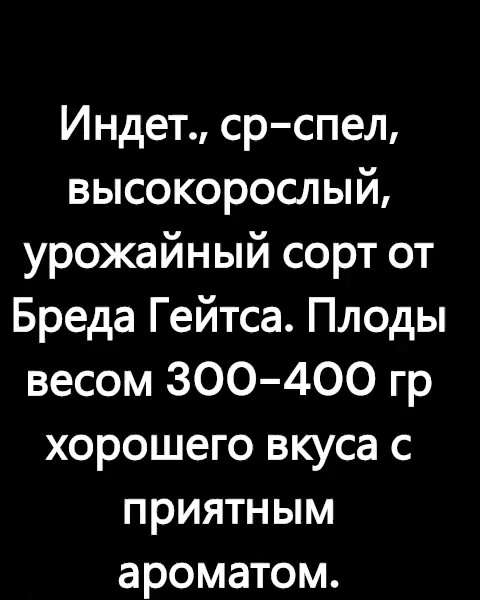 Индет., ср-спел,
высокорослый,
урожайный сорт от
Бреда Гейтса. Плоды
весом 300-400 гр
хорошего вкуса с
приятным
ароматом.